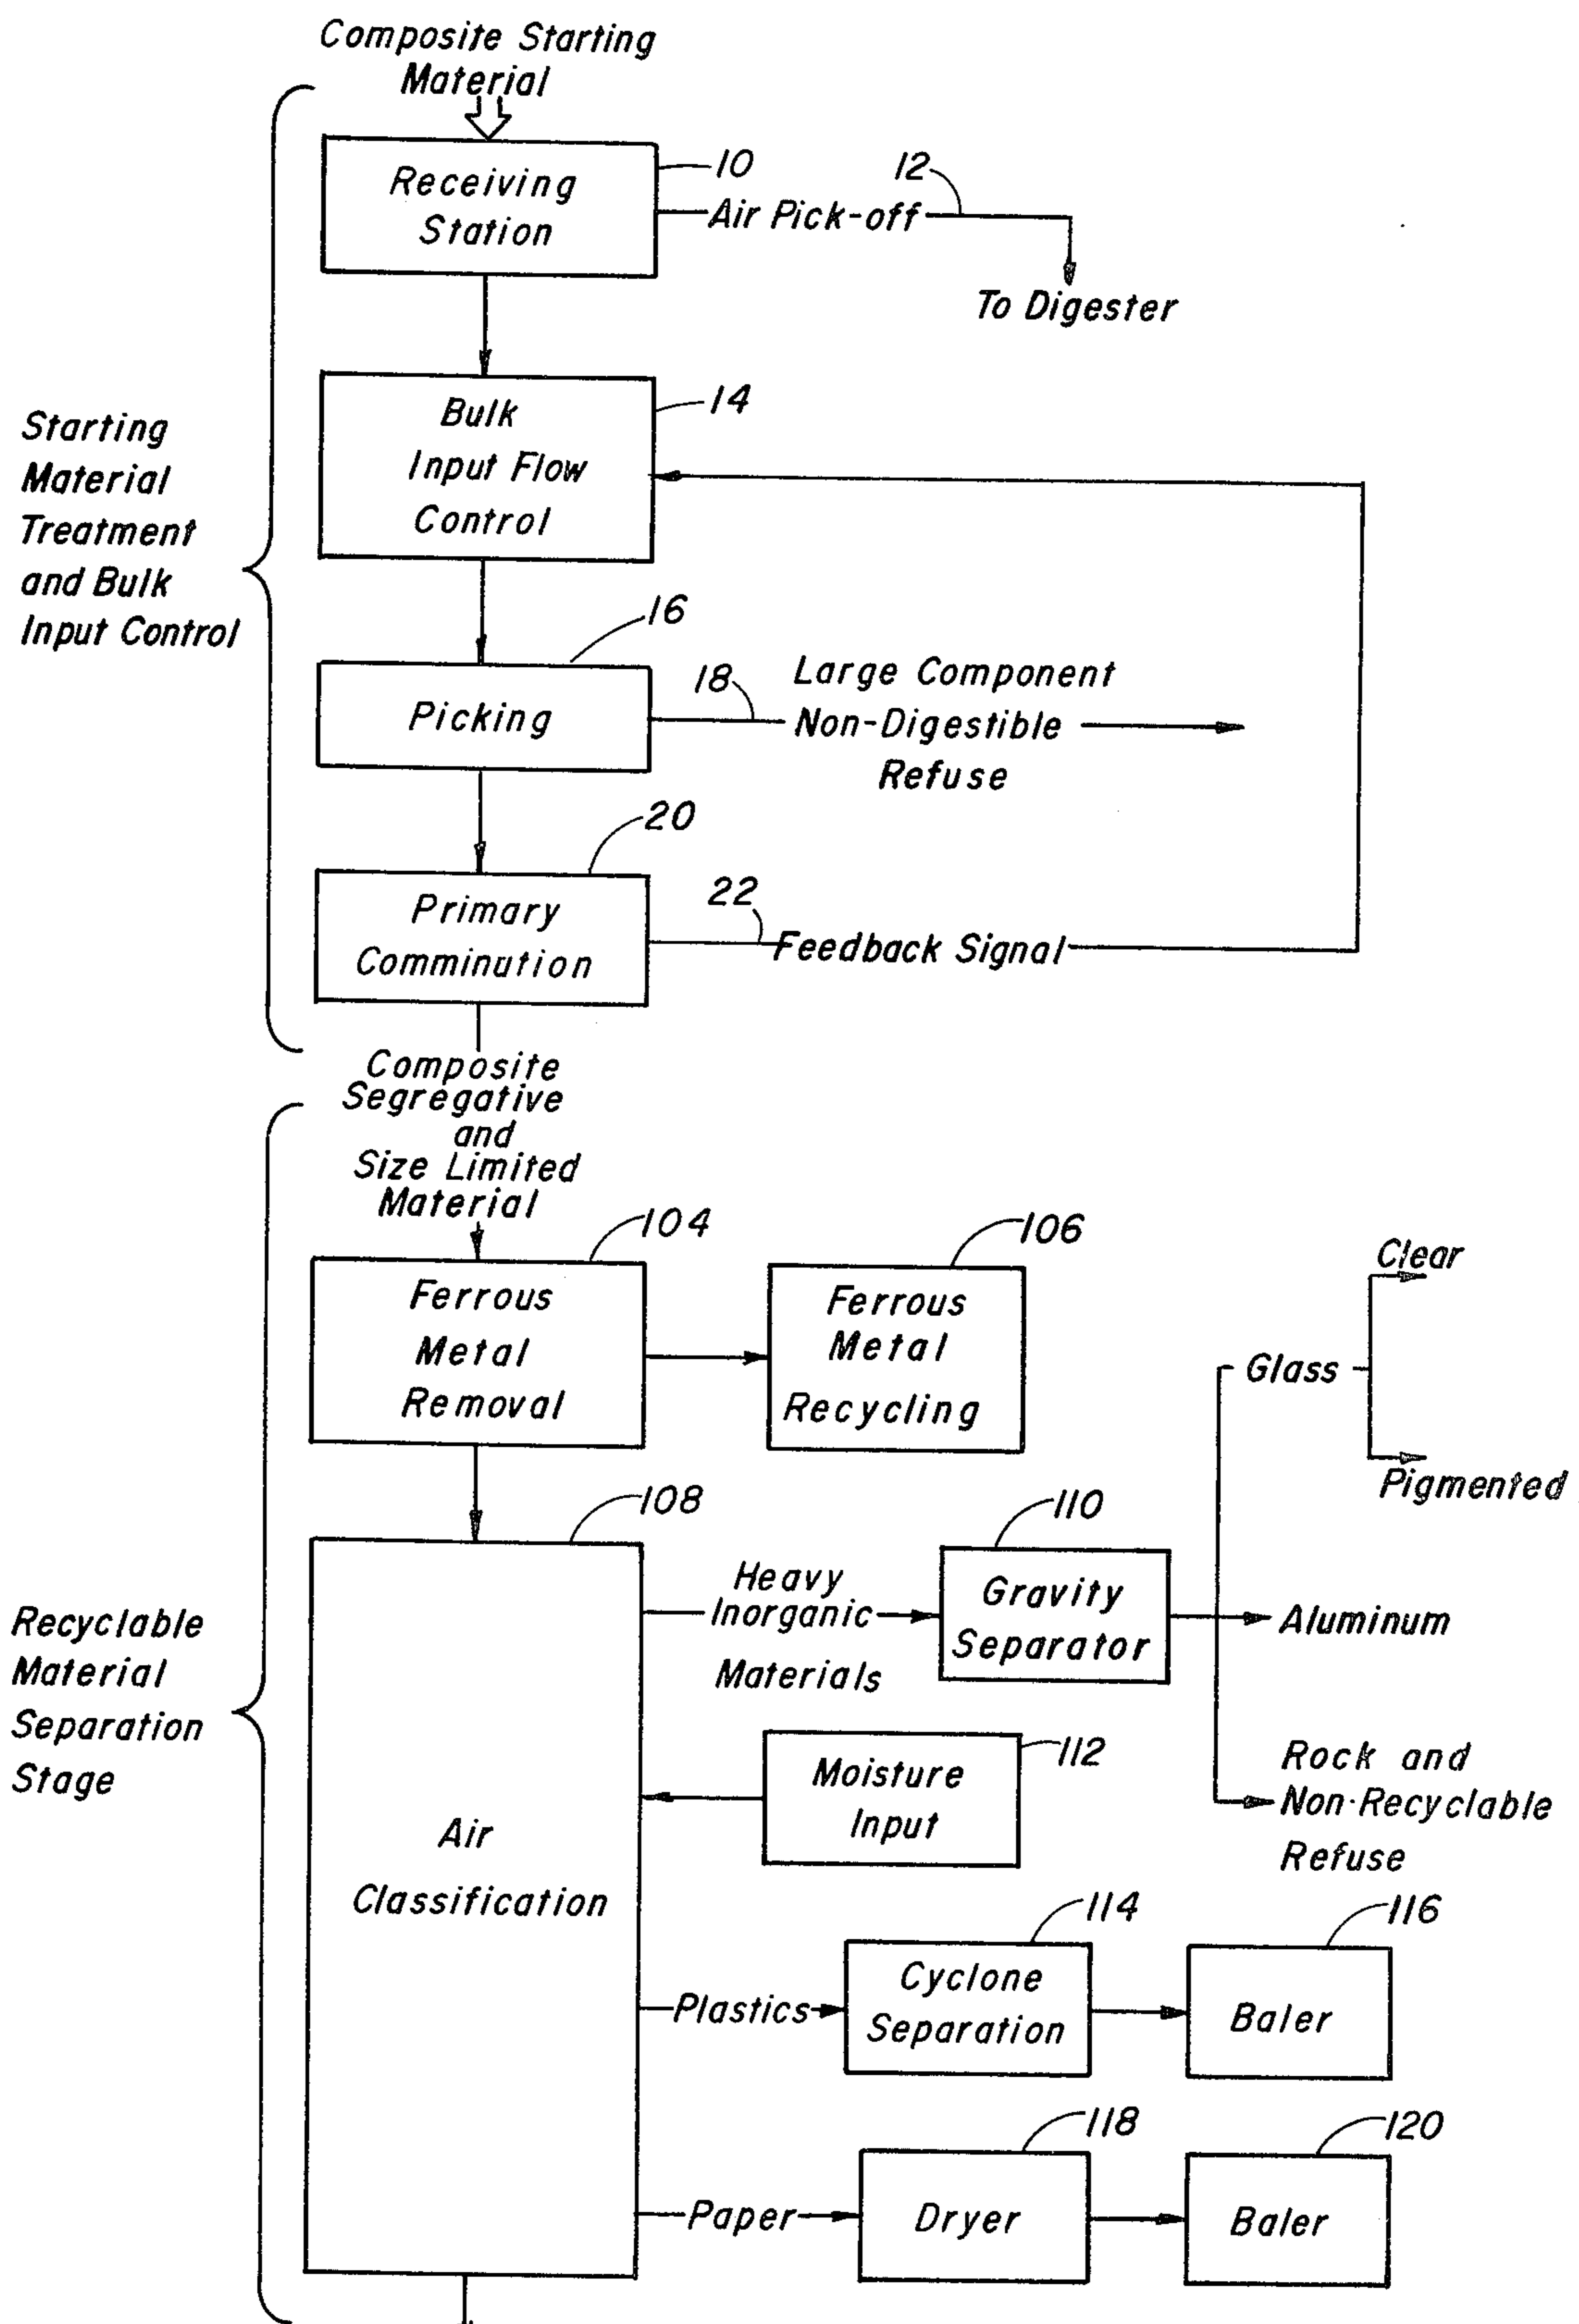 Composite Starting
Material
Receiving
Station
10
12
Air Pick-off
To Digester
Bulk
Input Flow
Control
14
Starting
Material
Treatment
and Bulk
Input Control
16
Picking
18
Large Component
Non-Digestible
Refuse
20
Primary
Comminution
22
Feedback Signal
Composite
Segregative
and
Size Limited
Material
104
Ferrous
Metal
Removal
106
Ferrous
Metal
Recycling
Clear
Glass
Pigmented
108
Air
Classification
Recyclable
Material
Separation
Stage
Heavy
Inorganic
Materials
110
Gravity
Separator
Aluminum
112
Moisture
Input
Rock and
Non-Recyclable
Refuse
Plastics
114
Cyclone
Separation
116
Baler
Paper
118
Dryer
120
Baler